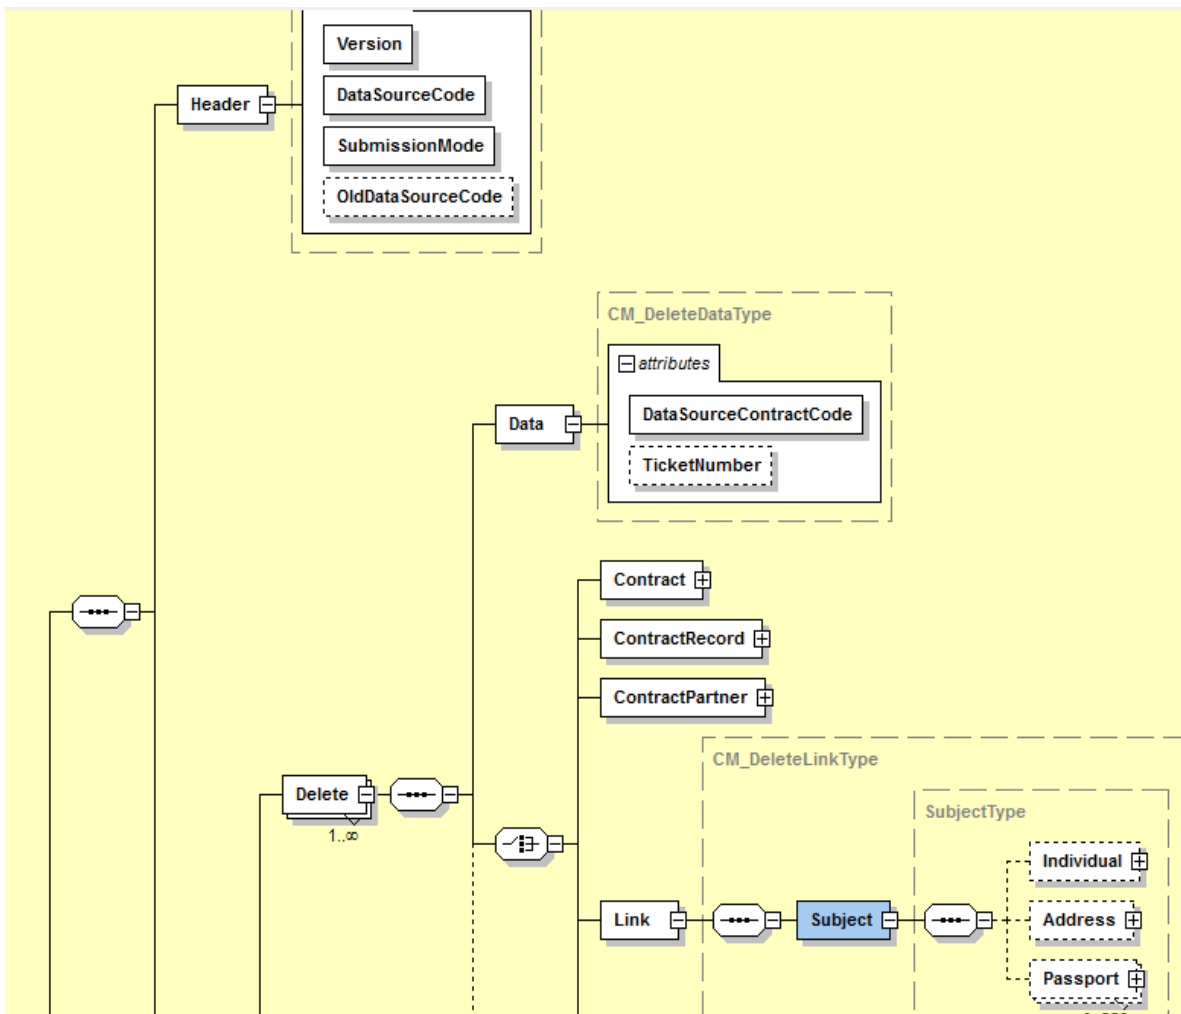 Version
Header
DataSourceCode
SubmissionMode
OldDataSourceCode
CM_DeleteDataType
attributes
Data
DataSourceContractCode
TicketNumber
Contract
ContractRecord
ContractPartner
CM_DeleteLinkType
Delete
1..∞
SubjectType
Individual
Link
Subject
Address
Passport